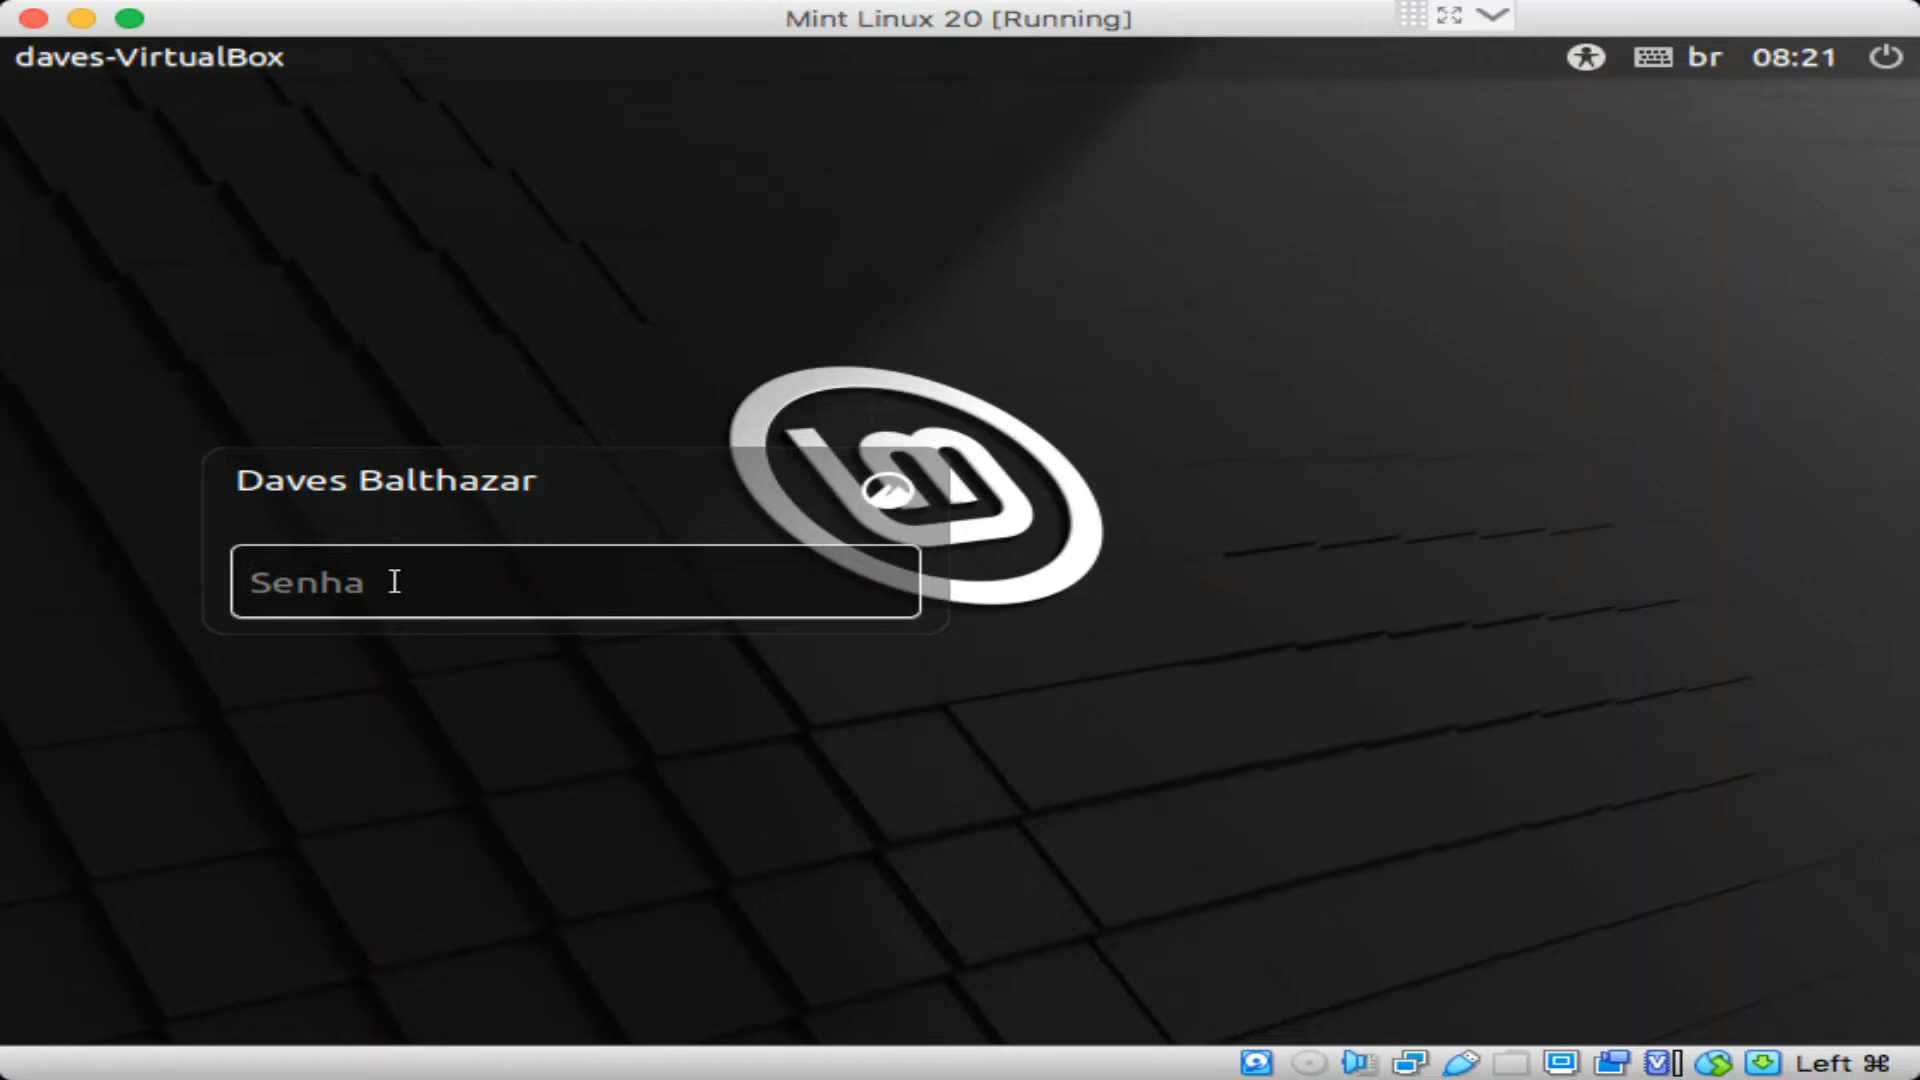 Mint Linux 20 [Running]
daves-VirtualBox
br 08:21
Daves Balthazar
Senha
Left ⌘